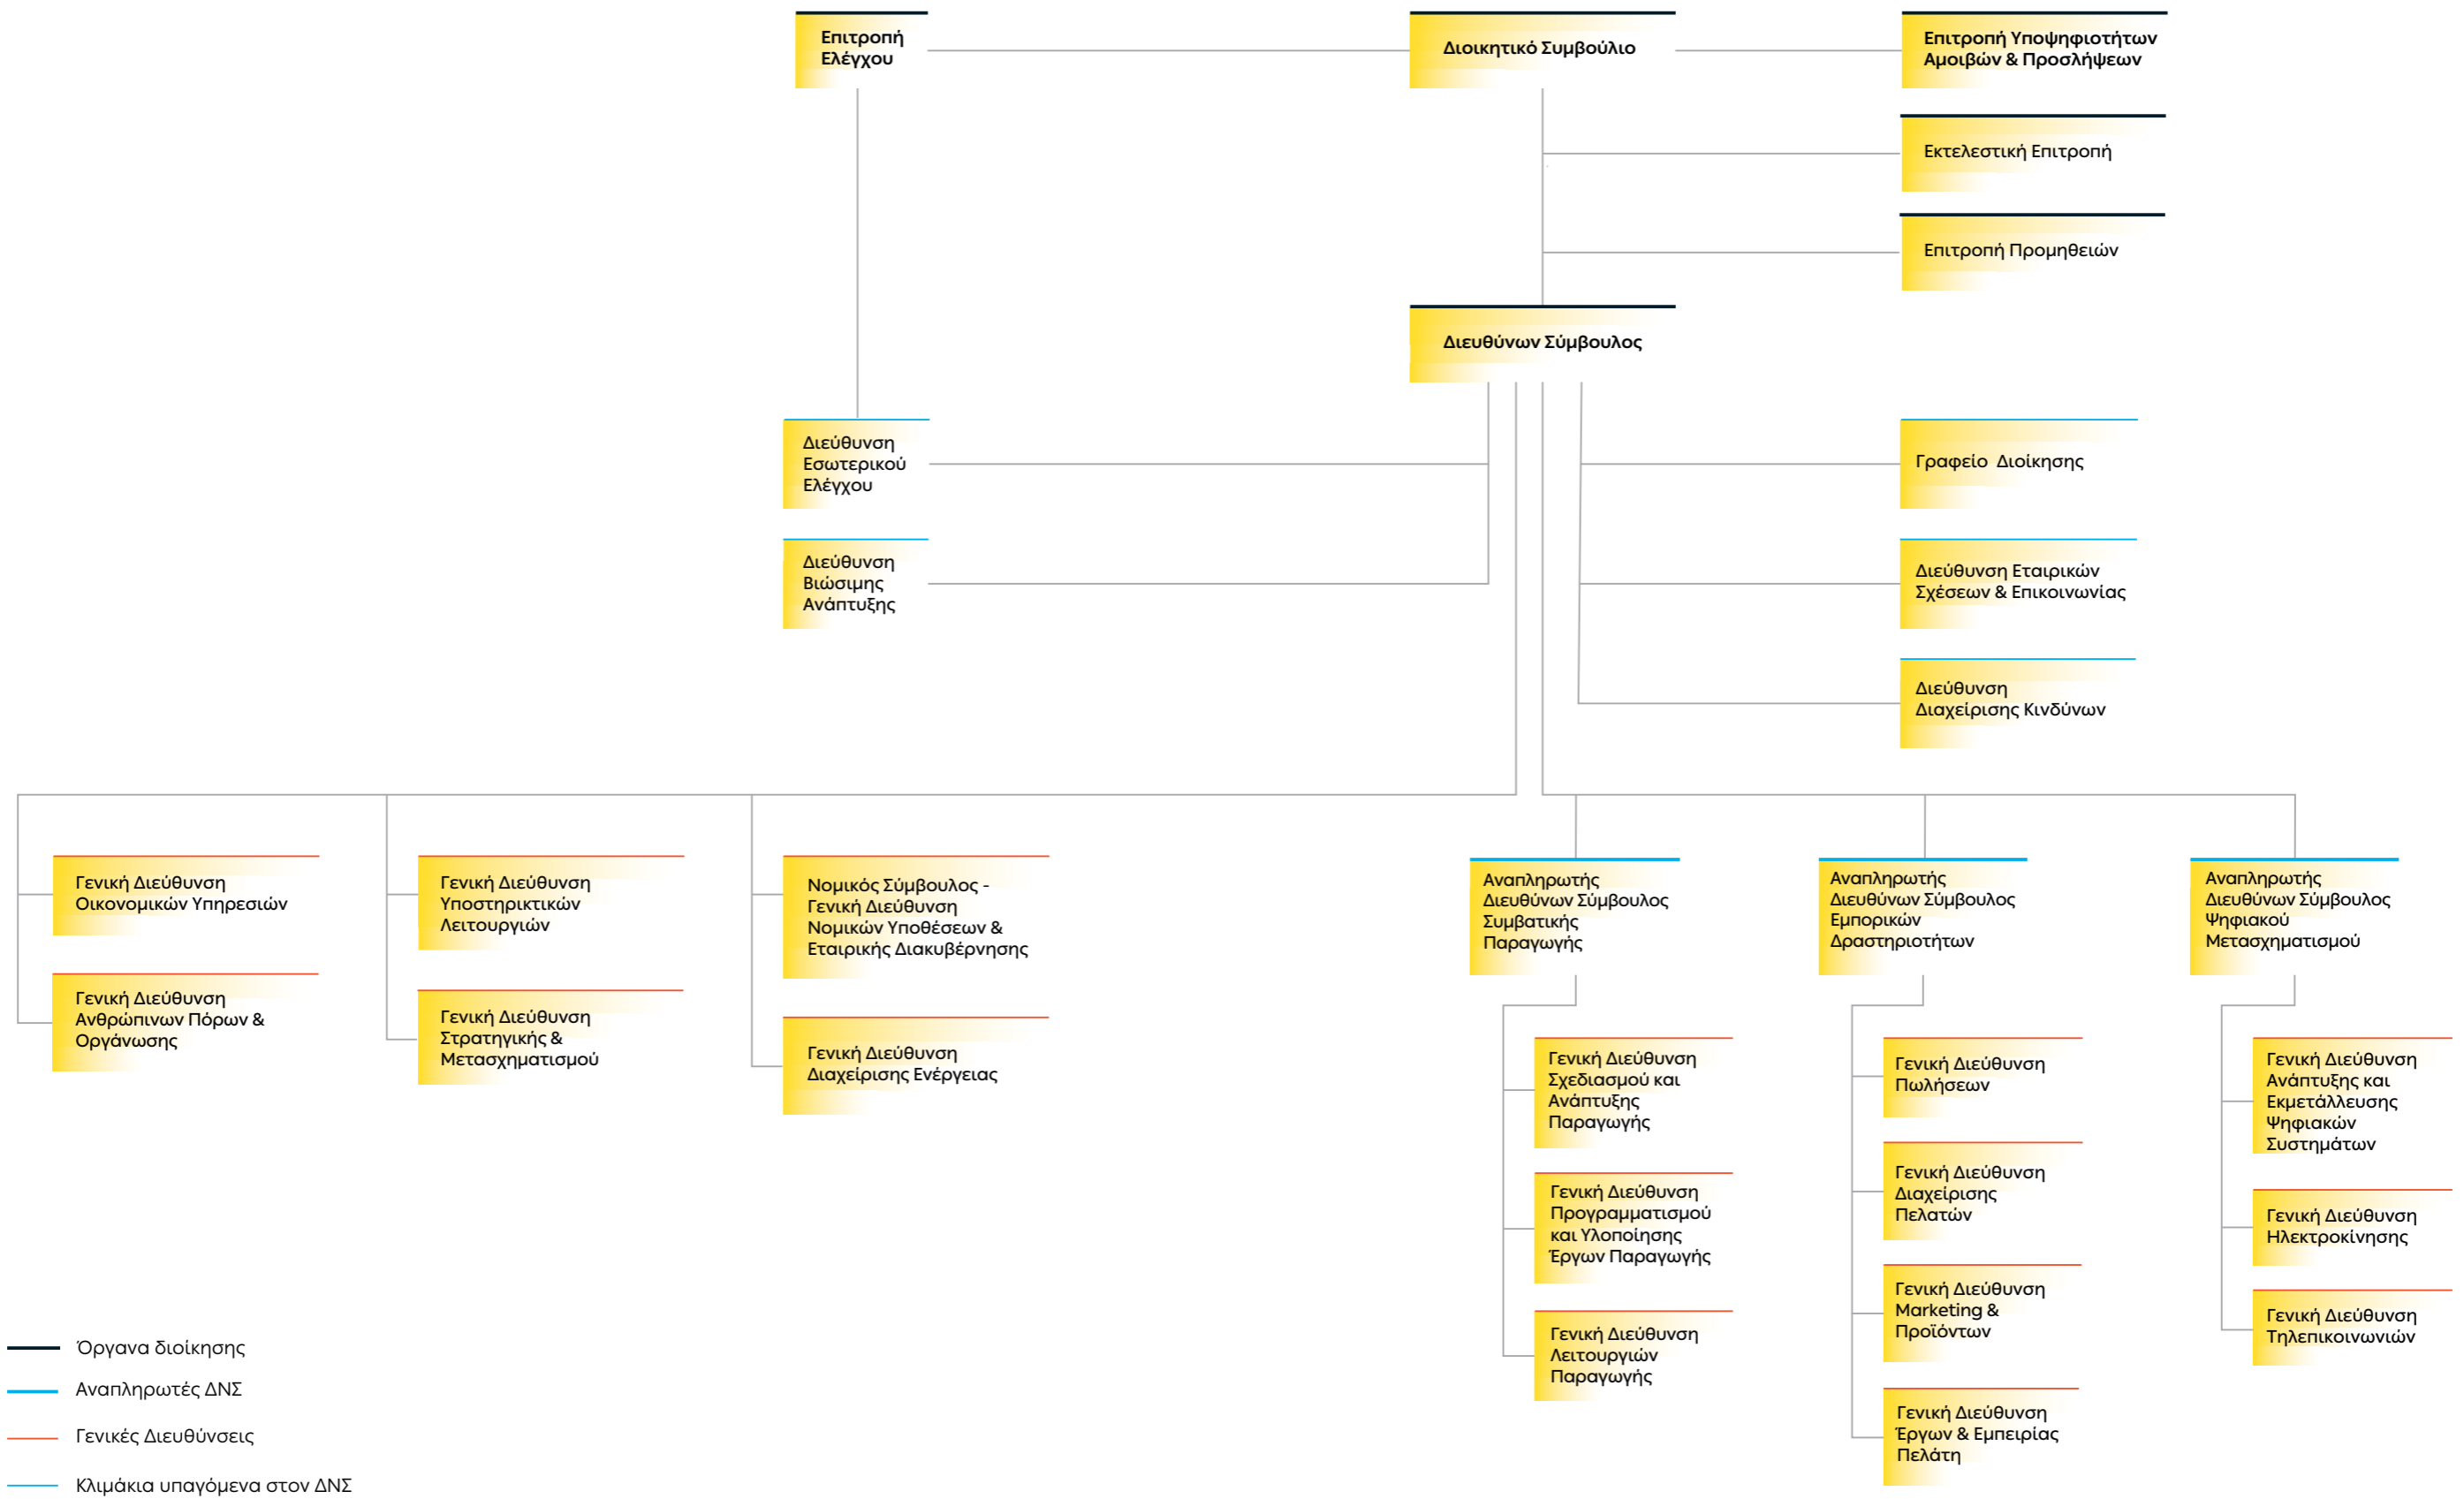 Επιτροπή
Ελέγχου
Διοικητικό Συμβούλιο
Επιτροπή Υποψηφιοτήτων
Αμοιβών & Προσλήψεων
Εκτελεστική Επιτροπή
Επιτροπή Προμηθειών
Διευθύνων Σύμβουλος
Διεύθυνση
Εσωτερικού
Ελέγχου
Γραφείο Διοίκησης
Διεύθυνση
Βιώσιμης
Ανάπτυξης
Διεύθυνση Εταιρικών
Σχέσεων & Επικοινωνίας
Διεύθυνση
Διαχείρισης Κινδύνων
Γενική Διεύθυνση
Οικονομικών Υπηρεσιών
Γενική Διεύθυνση
Ανθρώπινων Πόρων &
Οργάνωσης
Γενική Διεύθυνση
Υποστηρικτικών
Λειτουργιών
Γενική Διεύθυνση
Στρατηγικής &
Μετασχηματισμού
Νομικός Σύμβουλος -
Γενική Διεύθυνση
Νομικών Υποθέσεων &
Εταιρικής Διακυβέρνησης
Γενική Διεύθυνση
Διαχείρισης Ενέργειας
Αναπληρωτής
Διευθύνων Σύμβουλος
Συμβατικής
Παραγωγής
Γενική Διεύθυνση
Σχεδιασμού και
Ανάπτυξης
Παραγωγής
Γενική Διεύθυνση
Προγραμματισμού
και Υλοποίησης
Έργων Παραγωγής
Γενική Διεύθυνση
Λειτουργιών
Παραγωγής
Αναπληρωτής
Διευθύνων Σύμβουλος
Εμπορικών
Δραστηριοτήτων
Γενική Διεύθυνση
Πωλήσεων
Γενική Διεύθυνση
Διαχείρισης
Πελατών
Γενική Διεύθυνση
Marketing &
Προϊόντων
Γενική Διεύθυνση
Έργων & Εμπειρίας
Πελάτη
Αναπληρωτής
Διευθύνων Σύμβουλος
Ψηφιακού
Μετασχηματισμού
Γενική Διεύθυνση
Ανάπτυξης και
Εκμετάλλευσης
Ψηφιακών
Συστημάτων
Γενική Διεύθυνση
Ηλεκτροκίνησης
Γενική Διεύθυνση
Τηλεπικοινωνιών
Όργανα διοίκησης
Αναπληρωτές ΔΝΣ
Γενικές Διευθύνσεις
Κλιμάκια υπαγόμενα στον ΔΝΣ